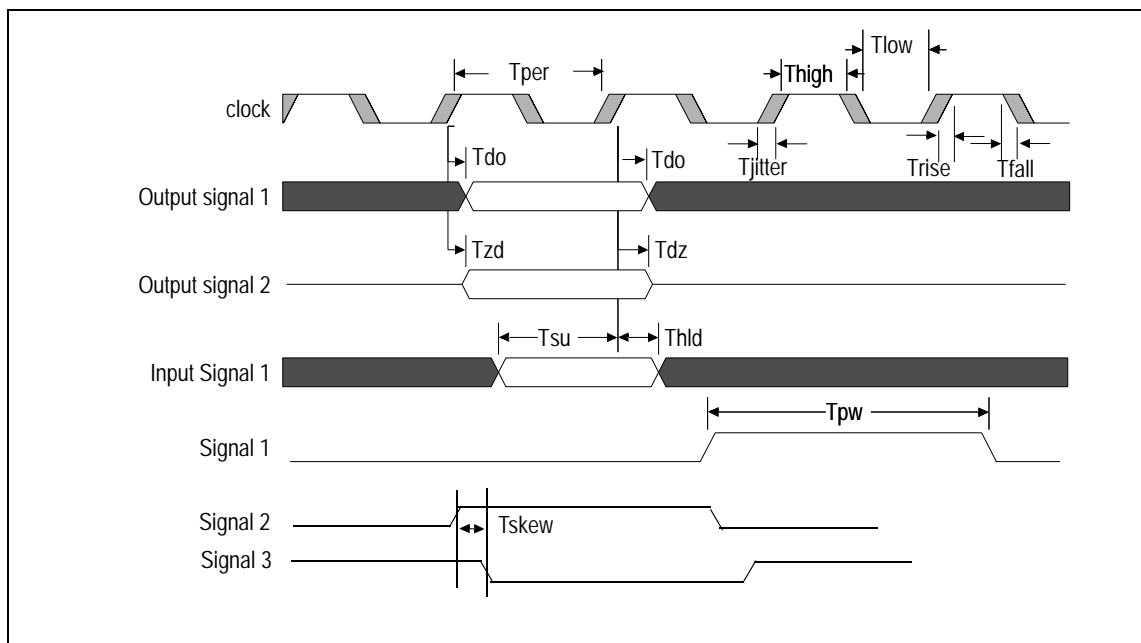 Tlow
Tper
Thigh
clock
Tdo
Tdo
Tjitter
Trise
Tfall
Output signal 1
Tzd
Tdz
Output signal 2
Tsu
Thld
Input Signal 1
Tpw
Signal 1
Signal 2
Tskew
Signal 3